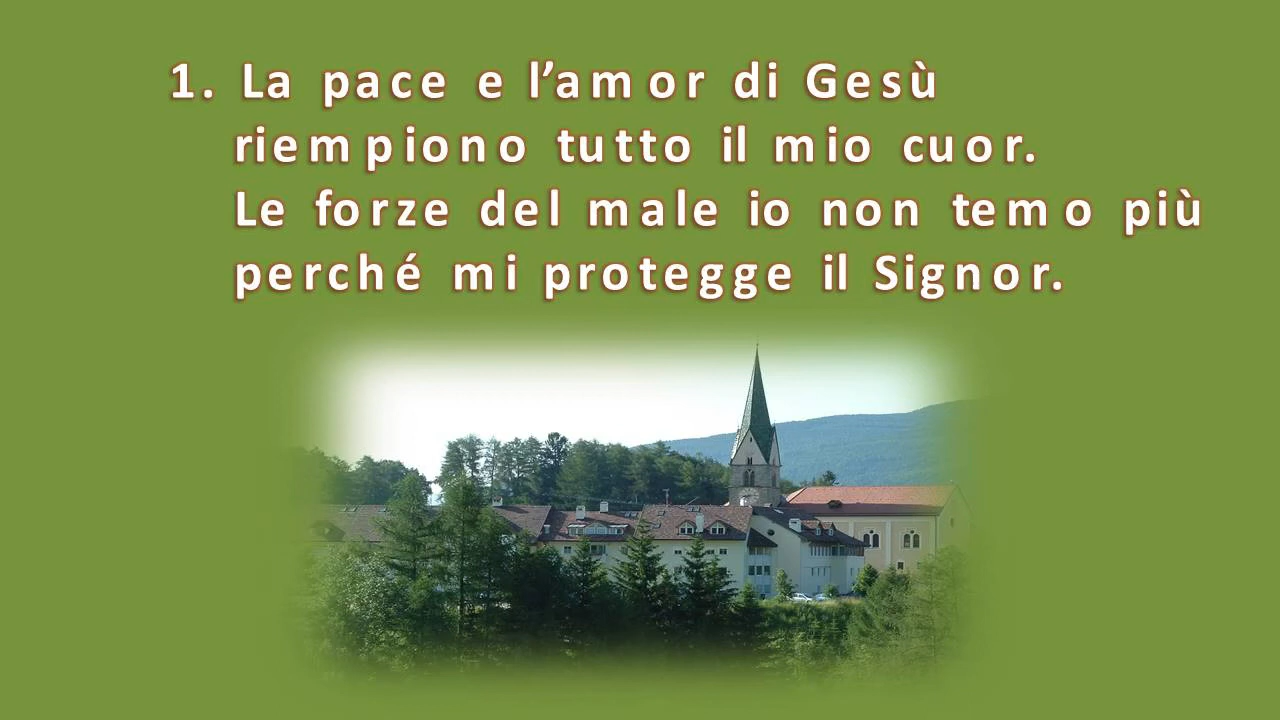 1. La pace e l’amor di Gesù
riempiono tutto il mio cuor.
Le forze del male io non temo più
perché mi protegge il Signor.